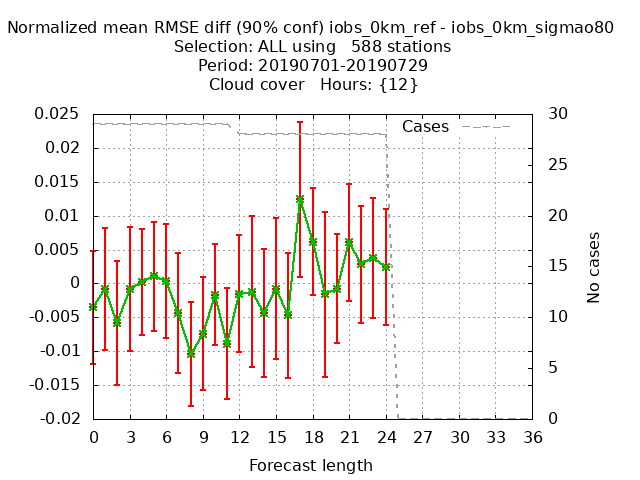 Normalized mean RMSE diff (90% conf) iobs_0km_ref - iobs_0km_sigmao80
Selection: ALL using   588 stations
Period: 20190701-20190729
Cloud cover   Hours: {12}
Cases
0.025
0.02
0.015
0.01
0.005
0
-0.005
-0.01
-0.015
-0.02
30
25
20
15
10
5
0
No cases
0 3 6 9 12 15 18 21 24 27 30 33 36
Forecast length